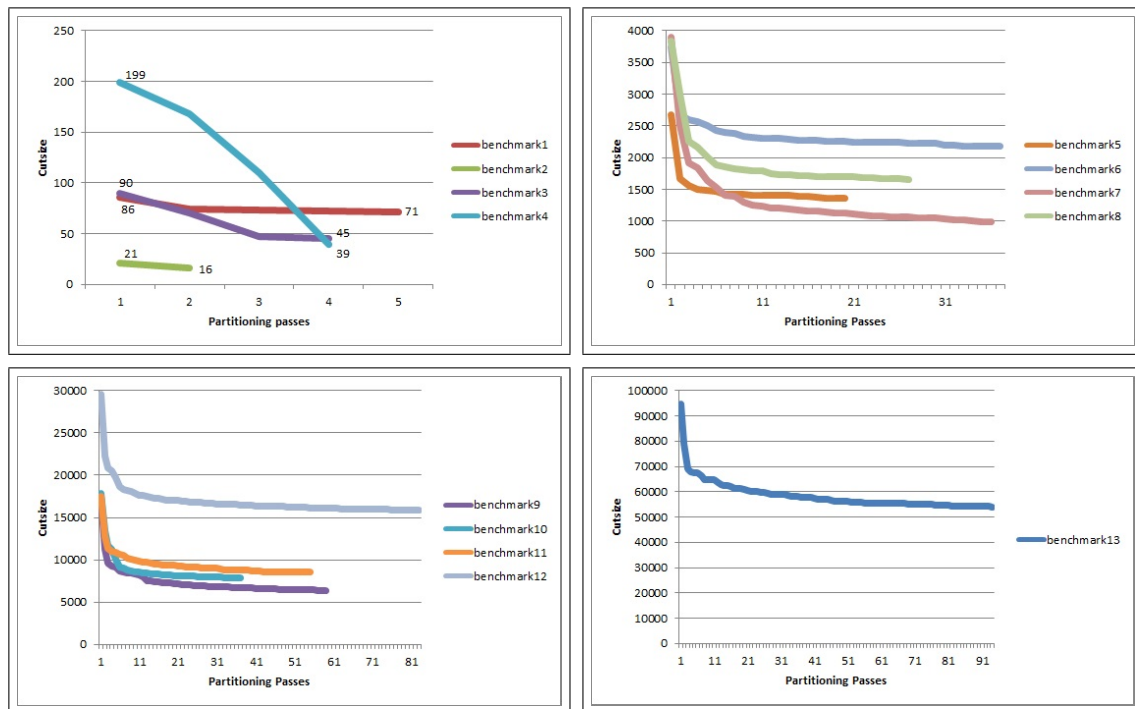 250
200
150
100
50
0
Cutsize
199
90
86
21
16
71
45
39
1 2 3 4 5
Partitioning passes
benchmark1
benchmark2
benchmark3
benchmark4
4000
3500
3000
2500
2000
1500
1000
500
0
Cutsize
1 11 21 31
Partitioning Passes
benchmark5
benchmark6
benchmark7
benchmark8
30000
25000
20000
15000
10000
5000
0
Cutsize
1 11 21 31 41 51 61 71 81
Partitioning Passes
benchmark9
benchmark10
benchmark11
benchmark12
100000
90000
80000
70000
60000
50000
40000
30000
20000
10000
0
Cutsize
1 11 21 31 41 51 61 71 81 91
Partitioning Passes
benchmark13